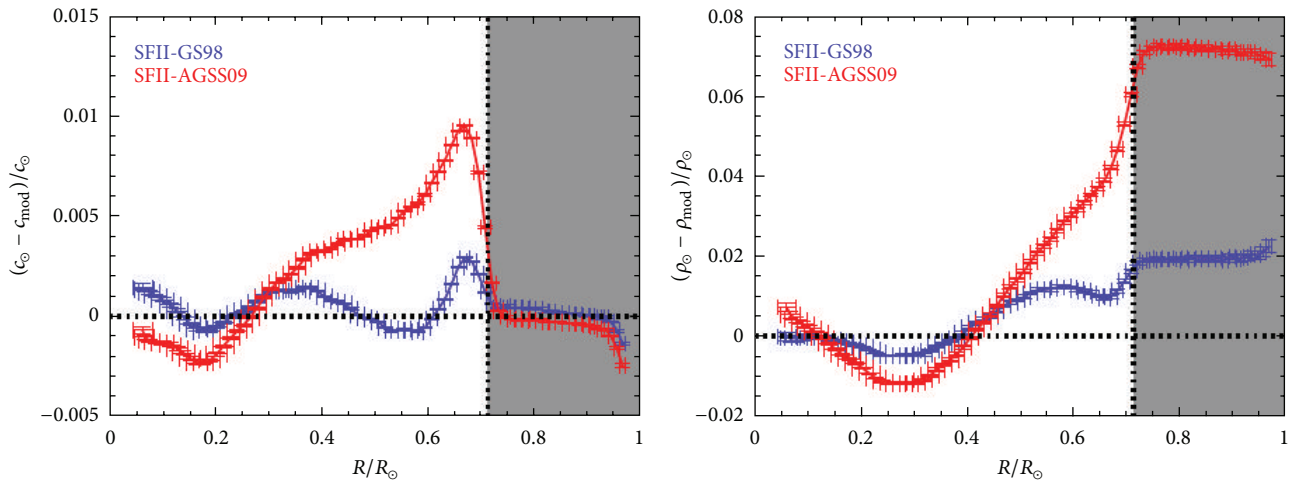 0.015
0.01
0.005
0
−0.005
(c⊙ − cmod)/c⊙
SFII-GS98
SFII-AGSS09
0 0.2 0.4 0.6 0.8 1
R/R⊙
0.08
0.06
0.04
0.02
0
−0.02
(ρ⊙ − ρmod)/ρ⊙
SFII-GS98
SFII-AGSS09
0 0.2 0.4 0.6 0.8 1
R/R⊙